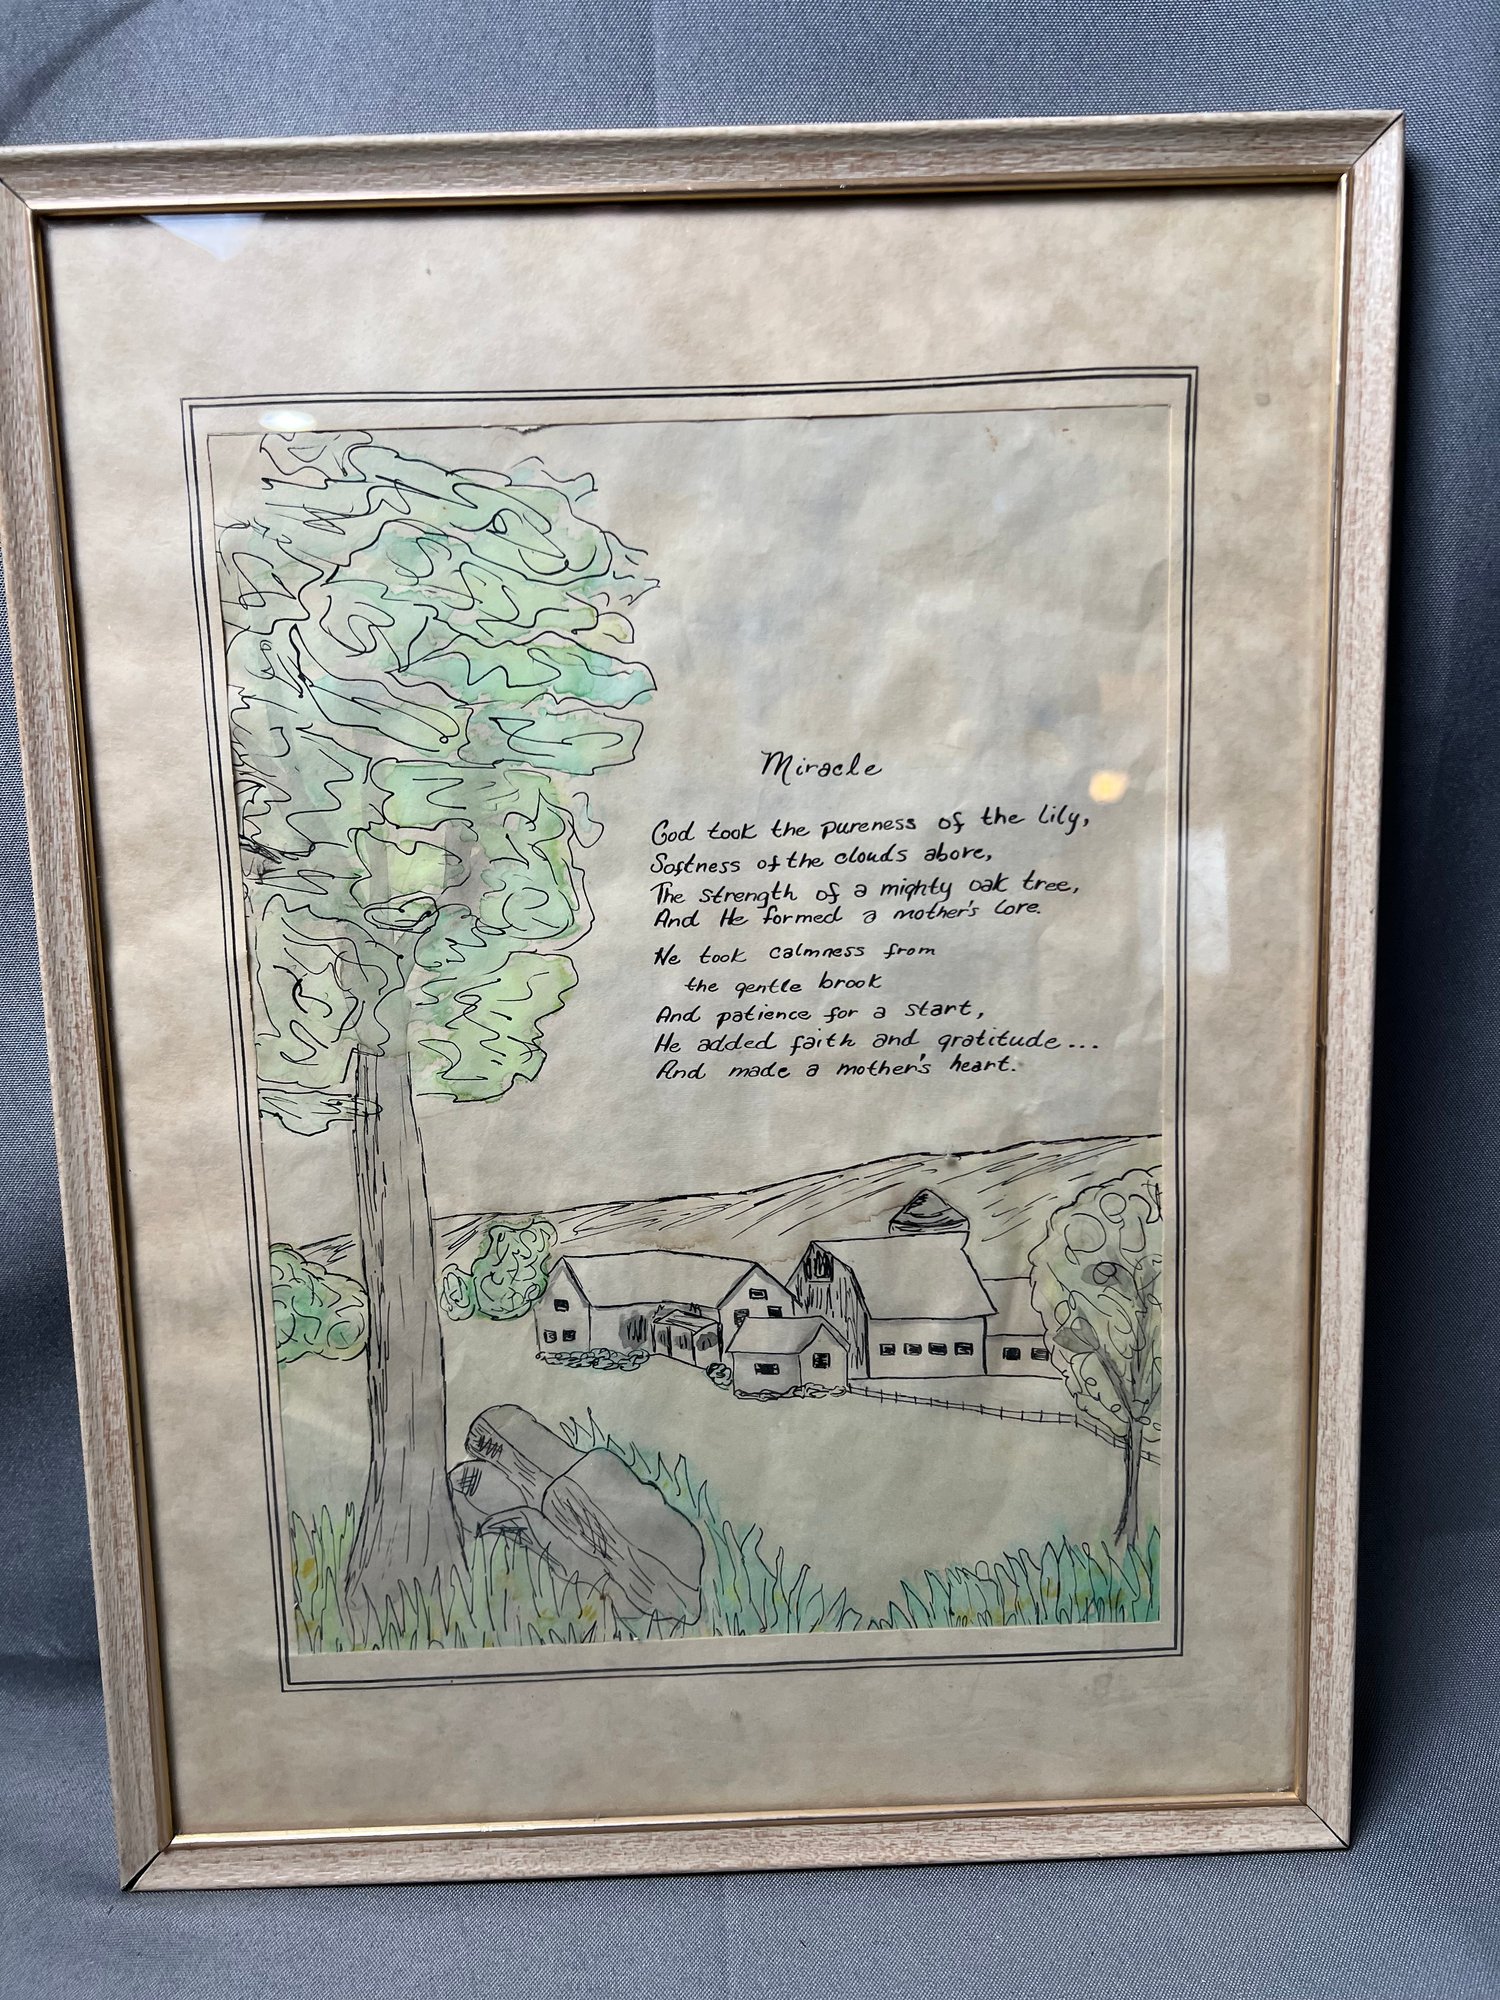 Miracle
God took the pureness of the lily,
Softness of the clouds above,
The strength of a mighty oak tree,
And He formed a mother's love.
He took calmness from
the gentle brook
And patience for a start,
He added faith and gratitude...
And made a mother's heart.